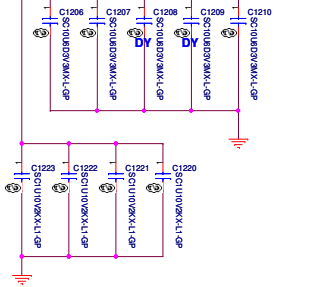 C1206
SC10U6D3V3MX-L-GP
C1207
SC10U6D3V3MX-L-GP
C1208
SC10U6D3V3MX-L-GP
DY
C1209
SC10U6D3V3MX-L-GP
DY
C1210
SC10U6D3V3MX-L-GP
C1223
SC1U10V2KX-L1-GP
C1222
SC1U10V2KX-L1-GP
C1221
SC1U10V2KX-L1-GP
C1220
SC1U10V2KX-L1-GP